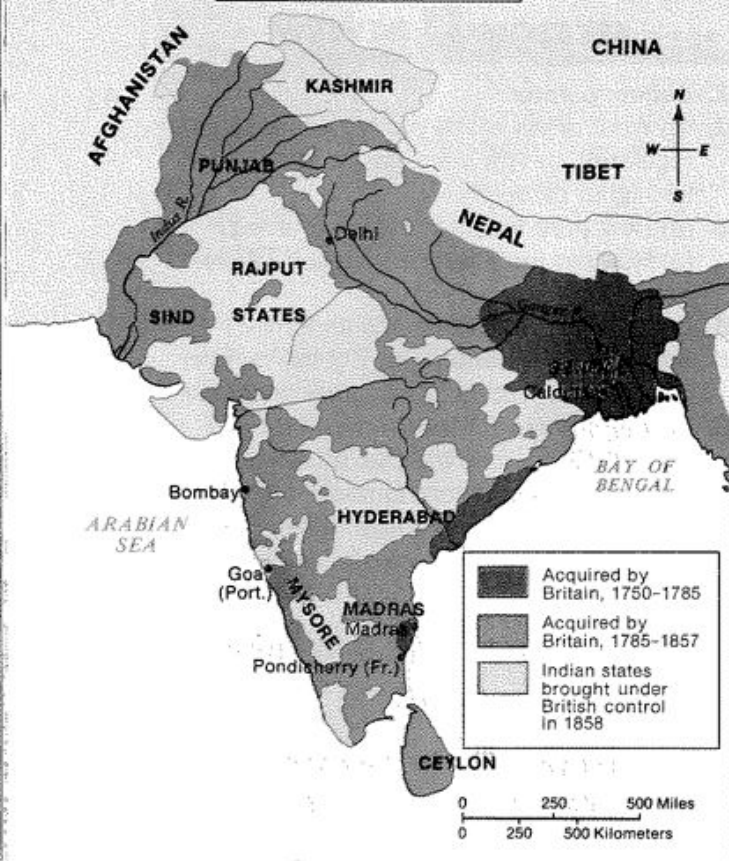 CHINA
AFGHANISTAN
KASHMIR
N
W
E
S
PUNJAB
TIBET
Indus R.
NEPAL
Delhi
RAJPUT
STATES
SIND
BAY OF
BENGAL
Bombay
ARABIAN
SEA
HYDERABAD
Goa
(Port.)
MYSORE
MADRAS
Madras
Pondicherry (Fr.)
CEYLON
Acquired by
Britain, 1750-1785
Acquired by
Britain, 1785-1857
Indian states
brought under
British control
in 1858
0 250 500 Miles
0 250 500 Kilometers